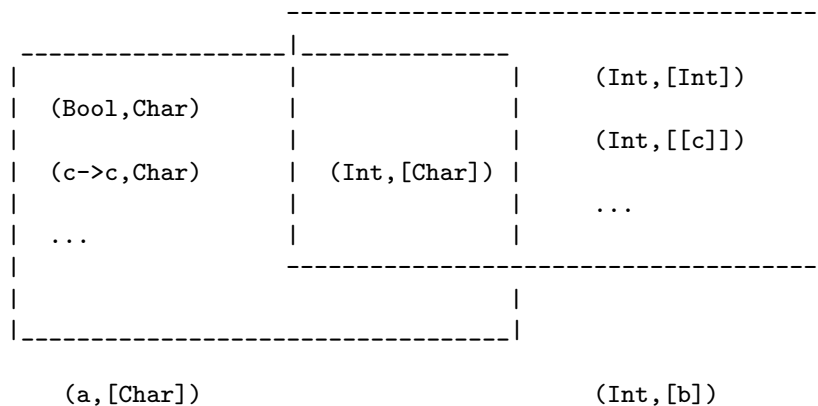 (Int,[Int])
(Bool,Char)
(Int,[[c]])
(c->c,Char) (Int,[Char])
...
...
(a,[Char]) (Int,[b])